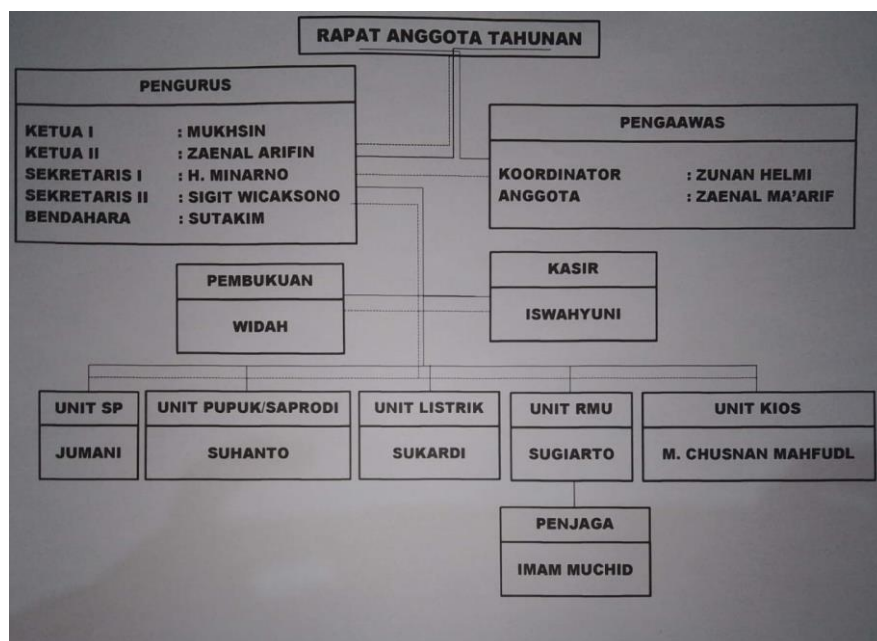 RAPAT ANGGOTA TAHUNAN
PENGURUS
KETUA I : MUKHSIN
KETUA II : ZAENAL ARIFIN
SEKRETARIS I : H. MINARNO
SEKRETARIS II : SIGIT WICAKSONO
BENDAHARA : SUTAKIM
PENGAAWAS
KOORDINATOR : ZUNAN HELMI
ANGGOTA : ZAENAL MA'ARIF
PEMBUKUAN
WIDAH
KASIR
ISWAHYUNI
UNIT SP
JUMANI
UNIT PUPUK/SAPRODI
SUHANTO
UNIT LISTRIK
SUKARDI
UNIT RMU
SUGIARTO
UNIT KIOS
M. CHUSNAN MAHFUDL
PENJAGA
IMAM MUCHID